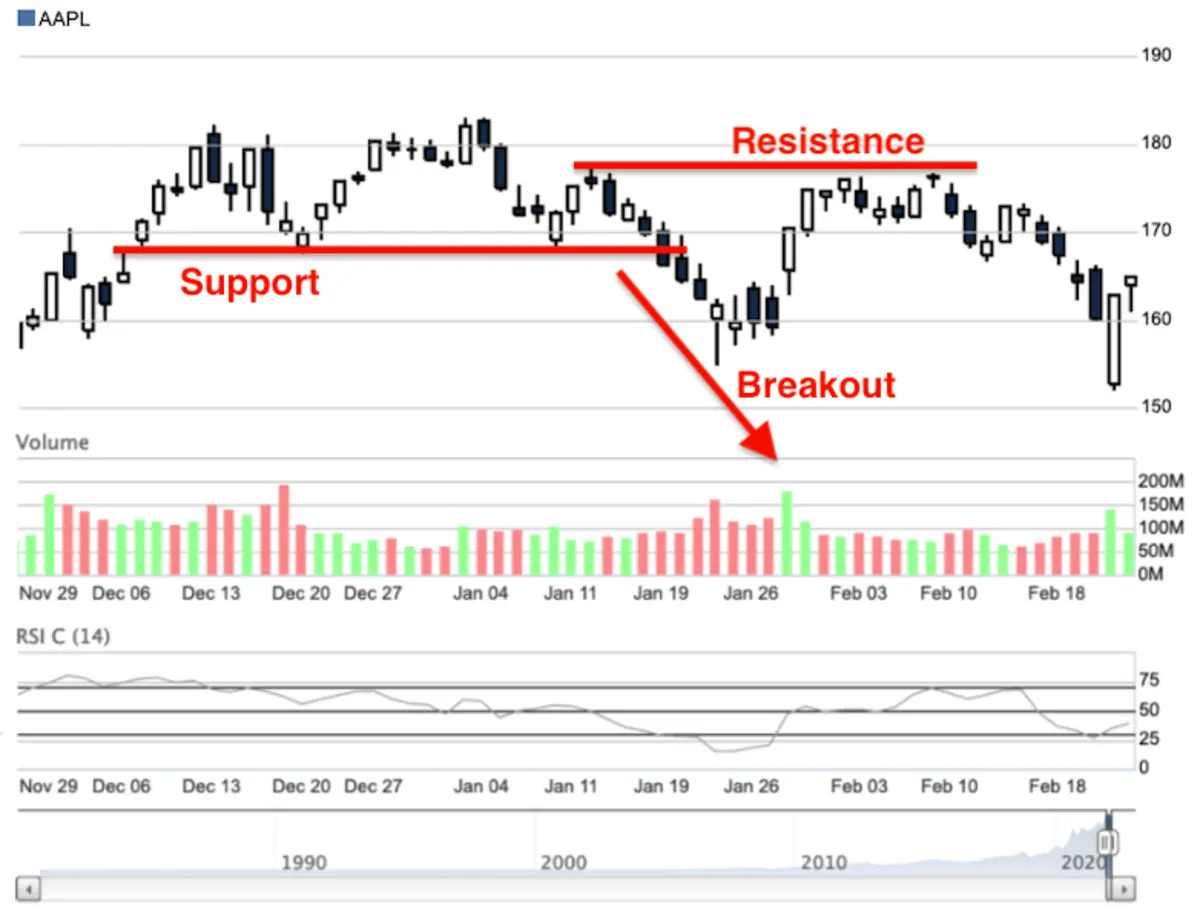 AAPL
190
Resistance
180
170
Support
160
Breakout
150
Volume
200M
150M
100M
50M
0M
Nov 29 Dec 06 Dec 13 Dec 20 Dec 27 Jan 04 Jan 11 Jan 19 Jan 26 Feb 03 Feb 10 Feb 18
RSI C (14)
75
50
25
0
Nov 29 Dec 06 Dec 13 Dec 20 Dec 27 Jan 04 Jan 11 Jan 19 Jan 26 Feb 03 Feb 10 Feb 18
1990 2000 2010 2020